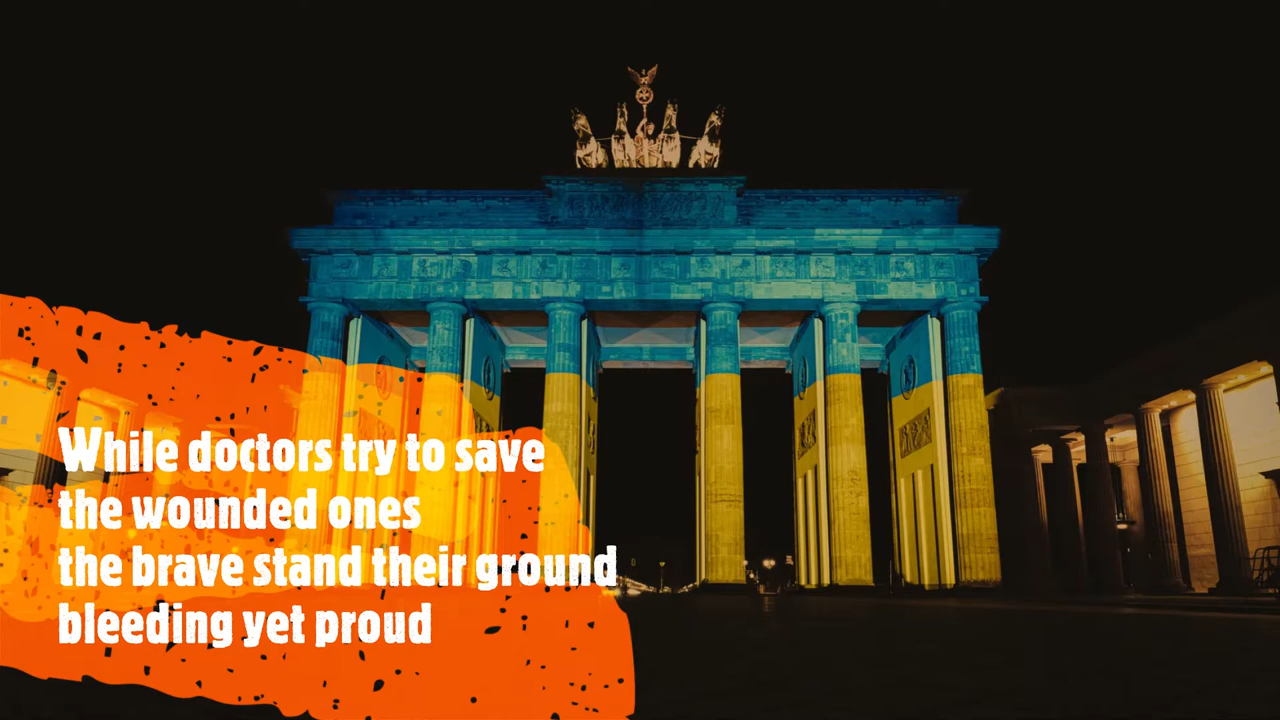 While doctors try to save
the wounded ones
the brave stand their ground
bleeding yet proud